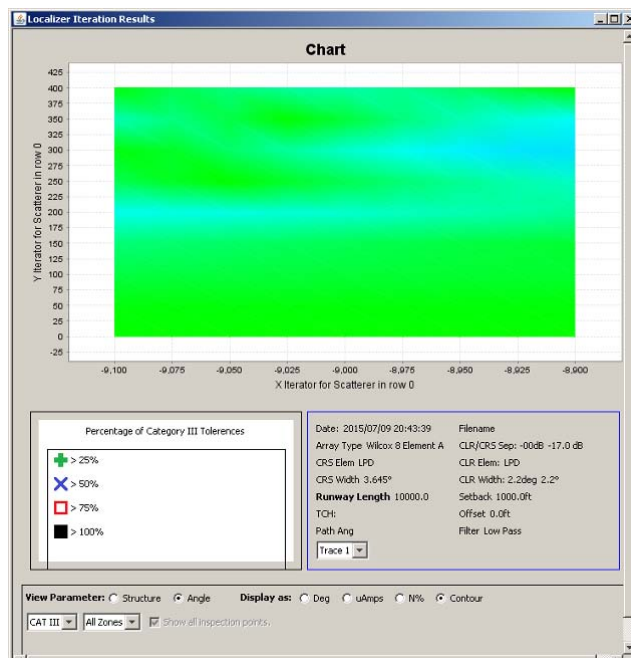 Localizer Iteration Results
Chart
Y Iterator for Scatterer in row 0
425
400
375
350
325
300
275
250
225
200
175
150
125
100
75
50
25
0
-25
-9,100 -9,075 -9,050 -9,025 -9,000 -8,975 -8,950 -8,925 -8,900
X Iterator for Scatterer in row 0
Percentage of Category III Tolerences
> 25%
> 50%
> 75%
> 100%
Date: 2015/07/09 20:43:39 Filename
Array Type Wilcox 8 Element A CLR/CRS Sep: -00dB -17.0 dB
CRS Elem LPD CLR Elem: LPD
CRS Width 3.645° CLR Width: 2.2deg 2.2°
Runway Length 10000.0 Setback 1000.0ft
TCH: Offset 0.0ft
Path Ang Filter Low Pass
Trace 1
View Parameter: Structure Angle Display as: Deg uAmps N% Contour
CAT III All Zones Show all inspection points.